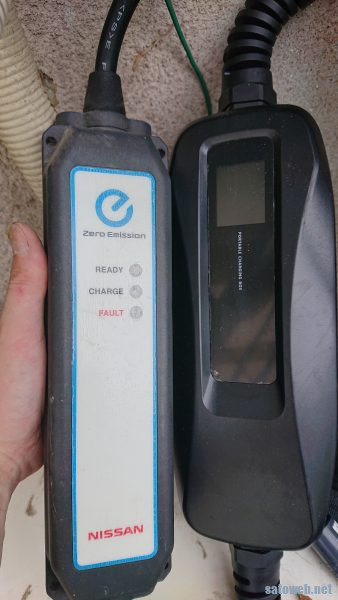 Zero Emission
READY
CHARGE
FAULT
NISSAN
PORTABLE CHARGING BOX
satoweb.net